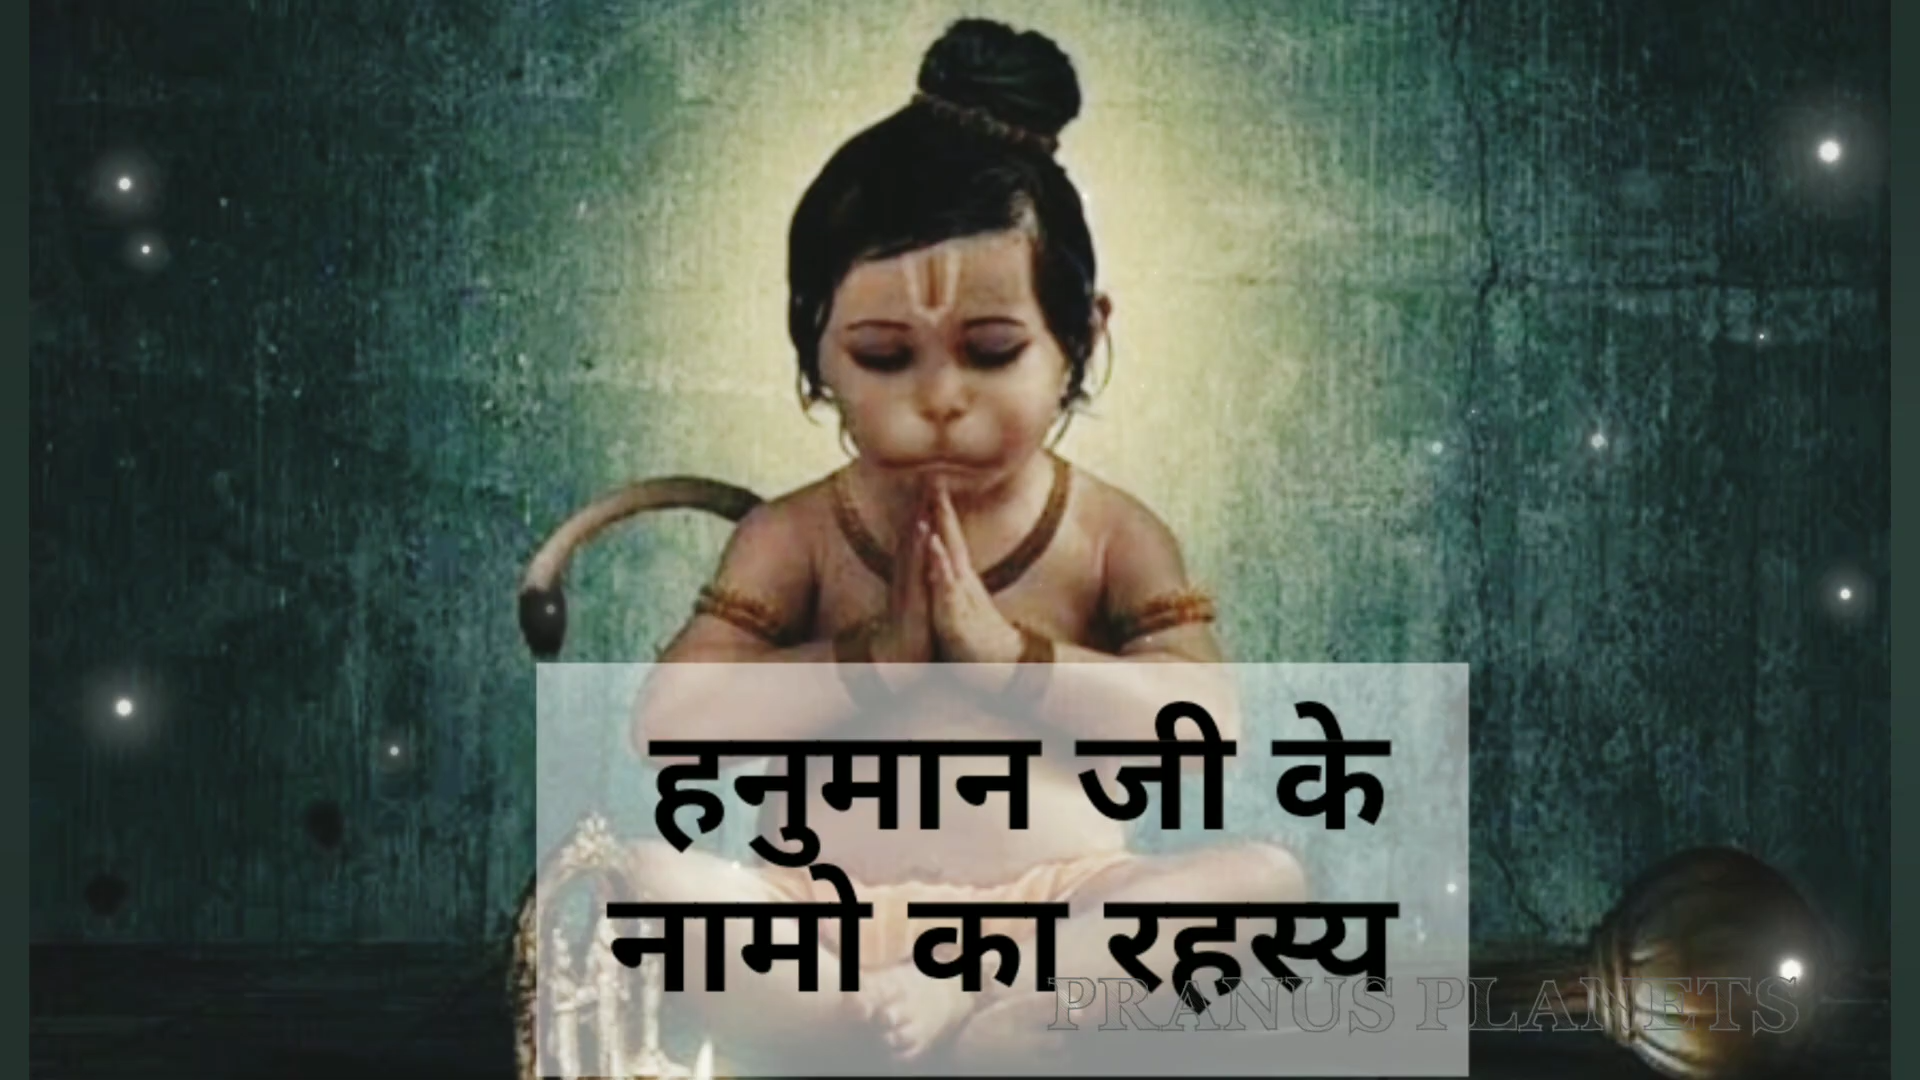 हनुमान जी के
नामो का रहस्य
PRANUS PLANETS